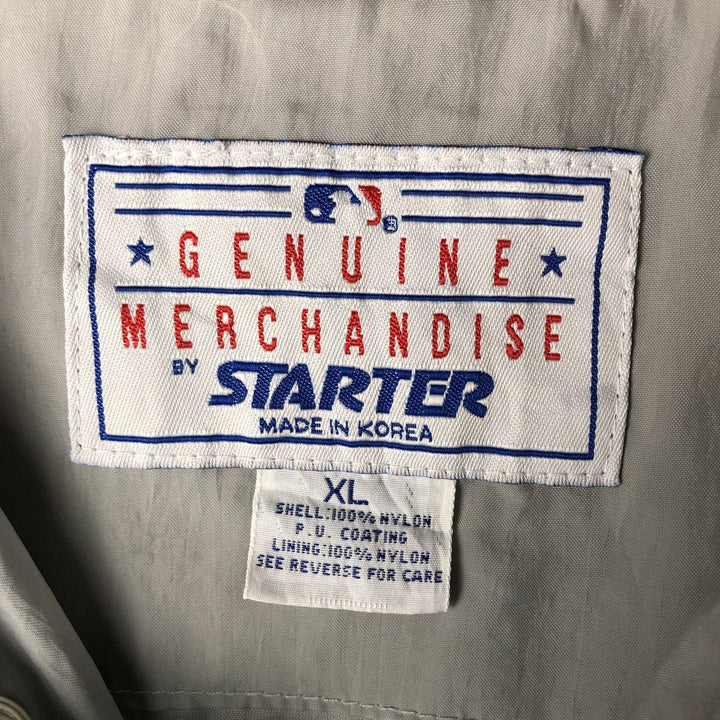 GENUINE
MERCHANDISE
BY STARTER
MADE IN KOREA
XL
SHELL:100% NYLON
P.U. COATING
LINING:100% NYLON
SEE REVERSE FOR CARE